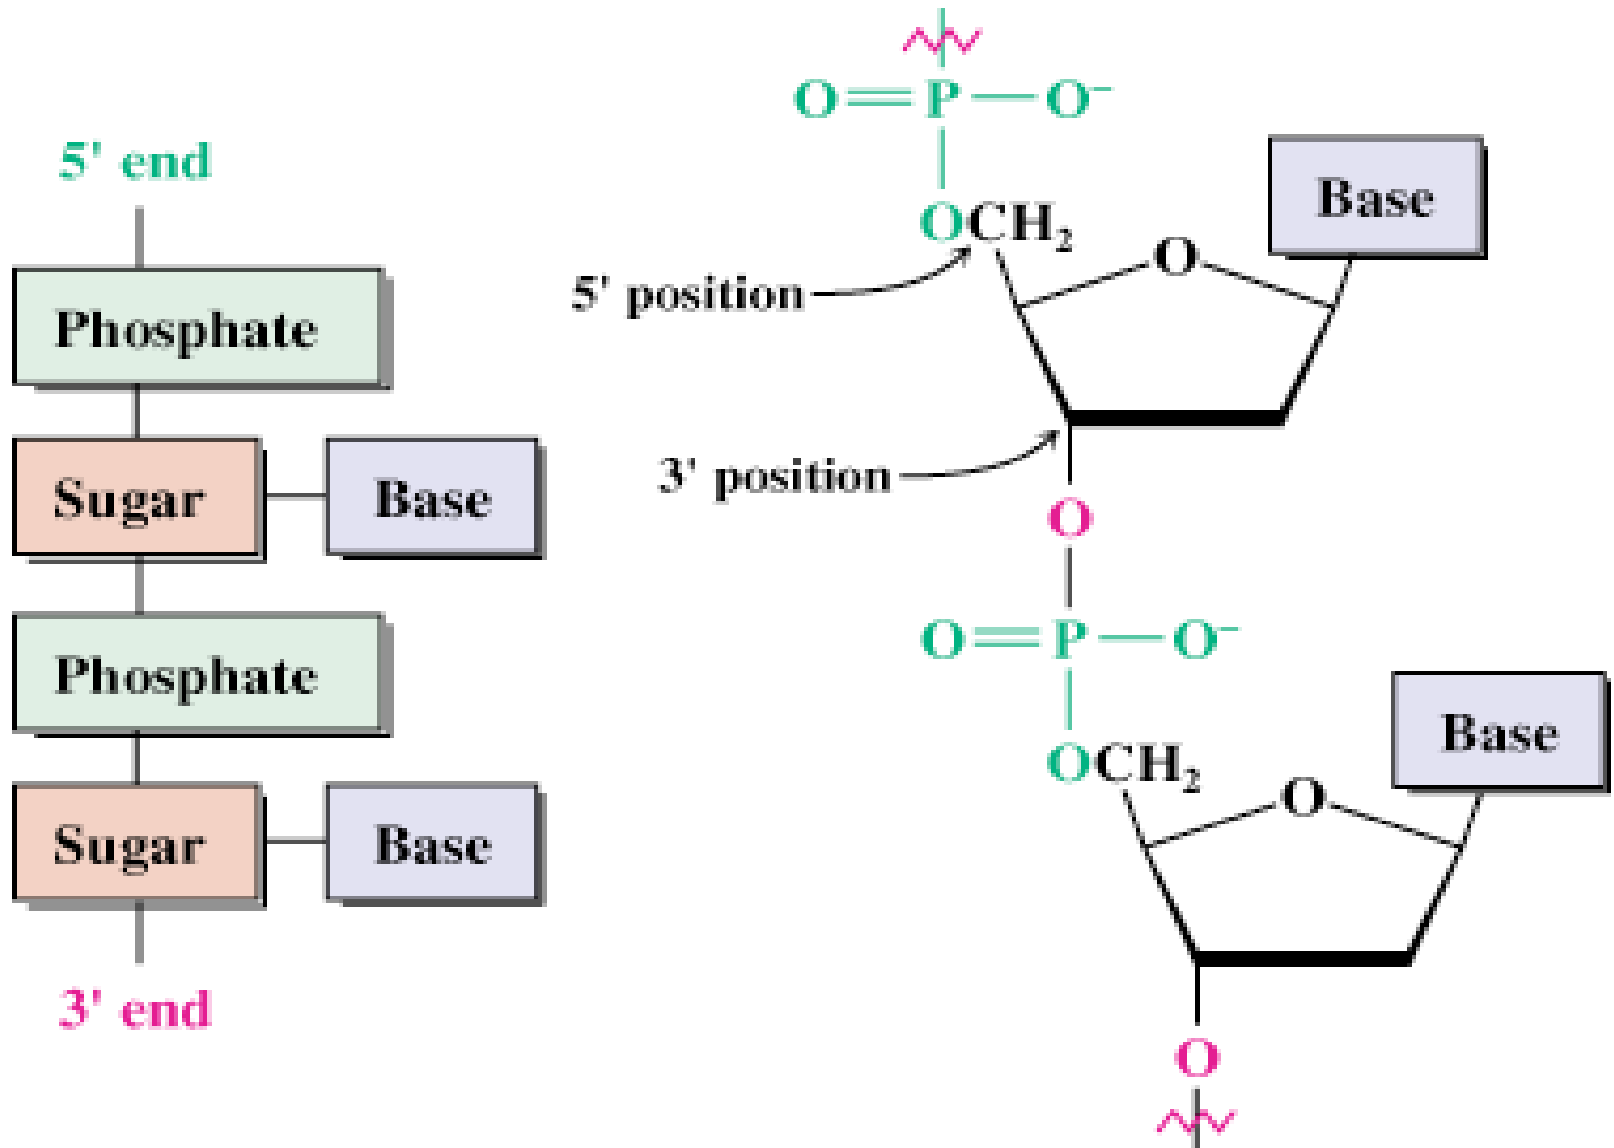 5' end
Phosphate
Sugar
Base
Phosphate
Sugar
Base
3' end
O=P—O⁻
OCH₂
Base
O
5' position
3' position
O
O=P—O⁻
OCH₂
Base
O
O